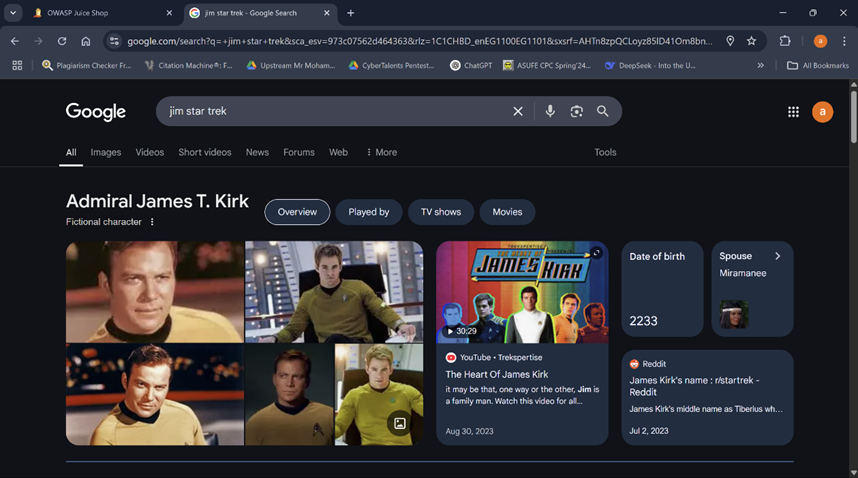 OWASP Juice Shop
jim star trek - Google Search
google.com/search?q=+jim+star+trek&sca_esv=973c07562d464363&rlz=1C1CHBD_enEG1100EG1101&sxsrf=AHTn8zpQCLoyz85ID41Om8bn...
a
Plagiarism Checker Fr...
Citation Machine®: F...
Upstream Mr Moham...
CyberTalents Pentest...
ChatGPT
ASUFE CPC Spring'24...
DeepSeek - Into the U...
All Bookmarks
Google
jim star trek
a
All
Images
Videos
Short videos
News
Forums
Web
More
Tools
Admiral James T. Kirk
Fictional character
Overview
Played by
TV shows
Movies
TREKSPERTISE
THE HEART OF
JAMES KIRK
30:29
YouTube • Trekspertise
The Heart Of James Kirk
it may be that, one way or the other, Jim is
a family man. Watch this video for all...
Aug 30, 2023
Date of birth
2233
Spouse
Miramanee
Reddit
James Kirk's name : r/startrek -
Reddit
James Kirk's middle name as Tiberius wh...
Jul 2, 2023